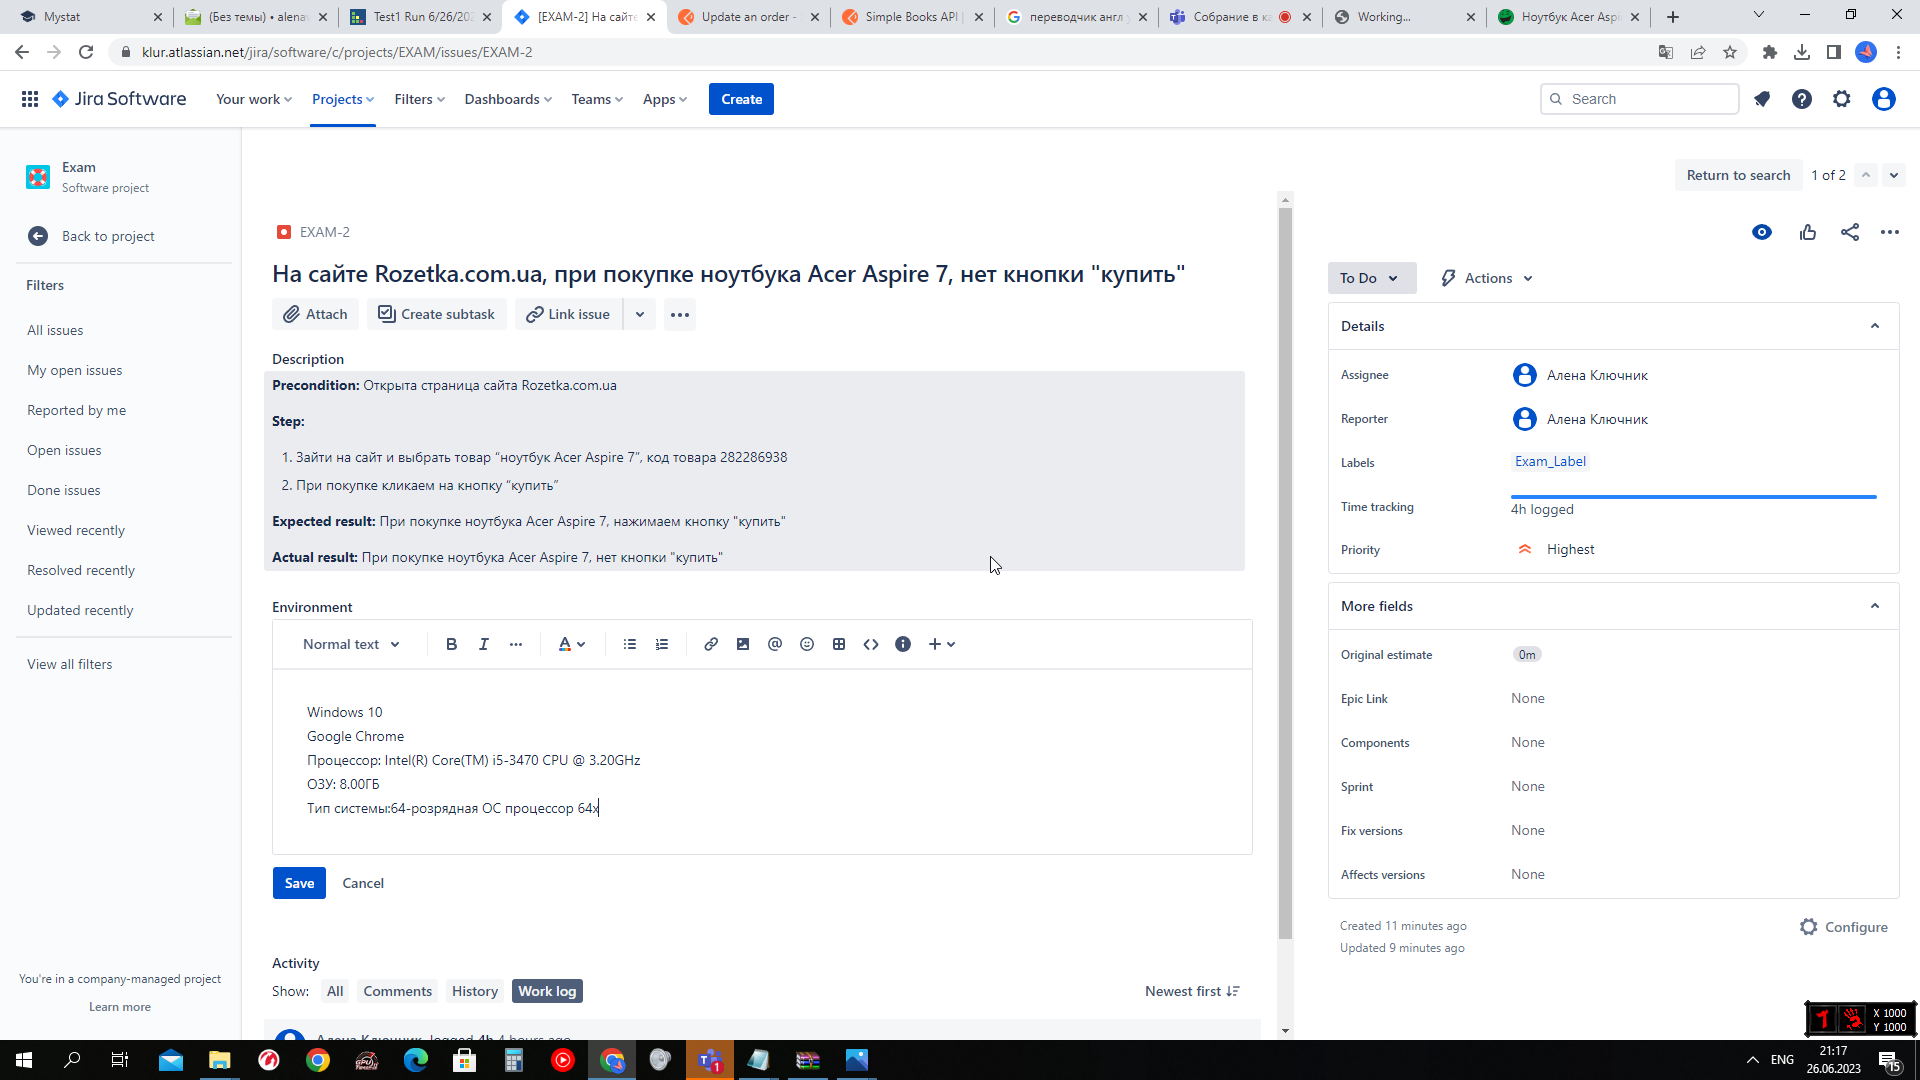 Mystat
(Без темы) • alenav
Test1 Run 6/26/202
[EXAM-2] На сайте
Update an order -
Simple Books API |
переводчик англ у
Собрание в ка
Working...
Ноутбук Acer Aspi
klur.atlassian.net/jira/software/c/projects/EXAM/issues/EXAM-2
Jira Software
Your work
Projects
Filters
Dashboards
Teams
Apps
Create
Search
Exam
Software project
Back to project
Filters
All issues
My open issues
Reported by me
Open issues
Done issues
Viewed recently
Resolved recently
Updated recently
View all filters
You're in a company-managed project
Learn more
Return to search
1 of 2
EXAM-2
На сайте Rozetka.com.ua, при покупке ноутбука Acer Aspire 7, нет кнопки "купить"
Attach
Create subtask
Link issue
Description
Precondition: Открыта страница сайта Rozetka.com.ua
Step:
1. Зайти на сайт и выбрать товар “ноутбук Acer Aspire 7”, код товара 282286938
2. При покупке кликаем на кнопку “купить”
Expected result: При покупке ноутбука Acer Aspire 7, нажимаем кнопку "купить"
Actual result: При покупке ноутбука Acer Aspire 7, нет кнопки "купить"
Environment
Normal text
B
I
A
Windows 10
Google Chrome
Процессор: Intel(R) Core(TM) i5-3470 CPU @ 3.20GHz
ОЗУ: 8.00ГБ
Тип системы:64-розрядная ОС процессор 64x
Save
Cancel
Activity
Show:
All
Comments
History
Work log
Newest first
Алена Ключник logged 4h 4 hours ago
To Do
Actions
Details
Assignee
Алена Ключник
Reporter
Алена Ключник
Labels
Exam_Label
Time tracking
4h logged
Priority
Highest
More fields
Original estimate
0m
Epic Link
None
Components
None
Sprint
None
Fix versions
None
Affects versions
None
Created 11 minutes ago
Updated 9 minutes ago
Configure
X 1000
Y 1000
ENG
21:17
26.06.2023
15